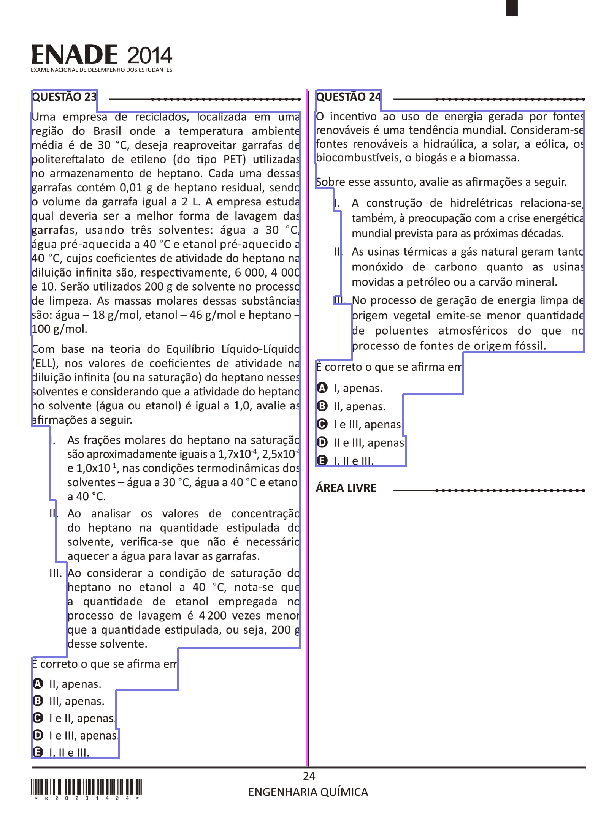 ENADE 2014
EXAME NACIONAL DE DESEMPENHO DOS ESTUDANTES
QUESTÃO 23
Uma empresa de reciclados, localizada em uma
região do Brasil onde a temperatura ambiente
média é de 30 °C, deseja reaproveitar garrafas de
politereftalato de etileno (do tipo PET) utilizadas
no armazenamento de heptano. Cada uma dessas
garrafas contém 0,01 g de heptano residual, sendo
o volume da garrafa igual a 2 L. A empresa estuda
qual deveria ser a melhor forma de lavagem das
garrafas, usando três solventes: água a 30 °C,
água pré-aquecida a 40 °C e etanol pré-aquecido a
40 °C, cujos coeficientes de atividade do heptano na
diluição infinita são, respectivamente, 6 000, 4 000
e 10. Serão utilizados 200 g de solvente no processo
de limpeza. As massas molares dessas substâncias
são: água – 18 g/mol, etanol – 46 g/mol e heptano –
100 g/mol.
Com base na teoria do Equilíbrio Líquido-Líquido
(ELL), nos valores de coeficientes de atividade na
diluição infinita (ou na saturação) do heptano nesses
solventes e considerando que a atividade do heptano
no solvente (água ou etanol) é igual a 1,0, avalie as
afirmações a seguir.
I. As frações molares do heptano na saturação
são aproximadamente iguais a 1,7x10-4, 2,5x10-4
e 1,0x10-1, nas condições termodinâmicas dos
solventes – água a 30 °C, água a 40 °C e etanol
a 40 °C.
II. Ao analisar os valores de concentração
do heptano na quantidade estipulada do
solvente, verifica-se que não é necessário
aquecer a água para lavar as garrafas.
III. Ao considerar a condição de saturação do
heptano no etanol a 40 °C, nota-se que
a quantidade de etanol empregada no
processo de lavagem é 4 200 vezes menor
que a quantidade estipulada, ou seja, 200 g
desse solvente.
É correto o que se afirma em
A II, apenas.
B III, apenas.
C I e II, apenas.
D I e III, apenas.
E I, II e III.
QUESTÃO 24
O incentivo ao uso de energia gerada por fontes
renováveis é uma tendência mundial. Consideram-se
fontes renováveis a hidraúlica, a solar, a eólica, os
biocombustíveis, o biogás e a biomassa.
Sobre esse assunto, avalie as afirmações a seguir.
I. A construção de hidrelétricas relaciona-se,
também, à preocupação com a crise energética
mundial prevista para as próximas décadas.
II. As usinas térmicas a gás natural geram tanto
monóxido de carbono quanto as usinas
movidas a petróleo ou a carvão mineral.
III. No processo de geração de energia limpa de
origem vegetal emite-se menor quantidade
de poluentes atmosféricos do que no
processo de fontes de origem fóssil.
É correto o que se afirma em
A I, apenas.
B II, apenas.
C I e III, apenas.
D II e III, apenas.
E I, II e III.
ÁREA LIVRE
24
ENGENHARIA QUÍMICA